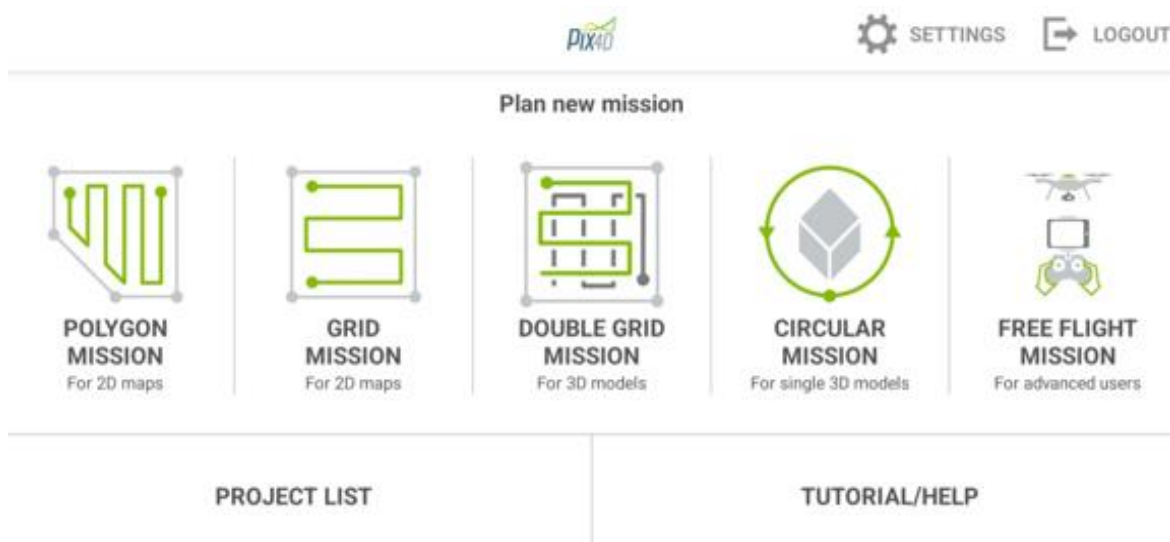 PIX4D
SETTINGS
LOGOUT
Plan new mission
POLYGON
MISSION
For 2D maps
GRID
MISSION
For 2D maps
DOUBLE GRID
MISSION
For 3D models
CIRCULAR
MISSION
For single 3D models
FREE FLIGHT
MISSION
For advanced users
PROJECT LIST
TUTORIAL/HELP